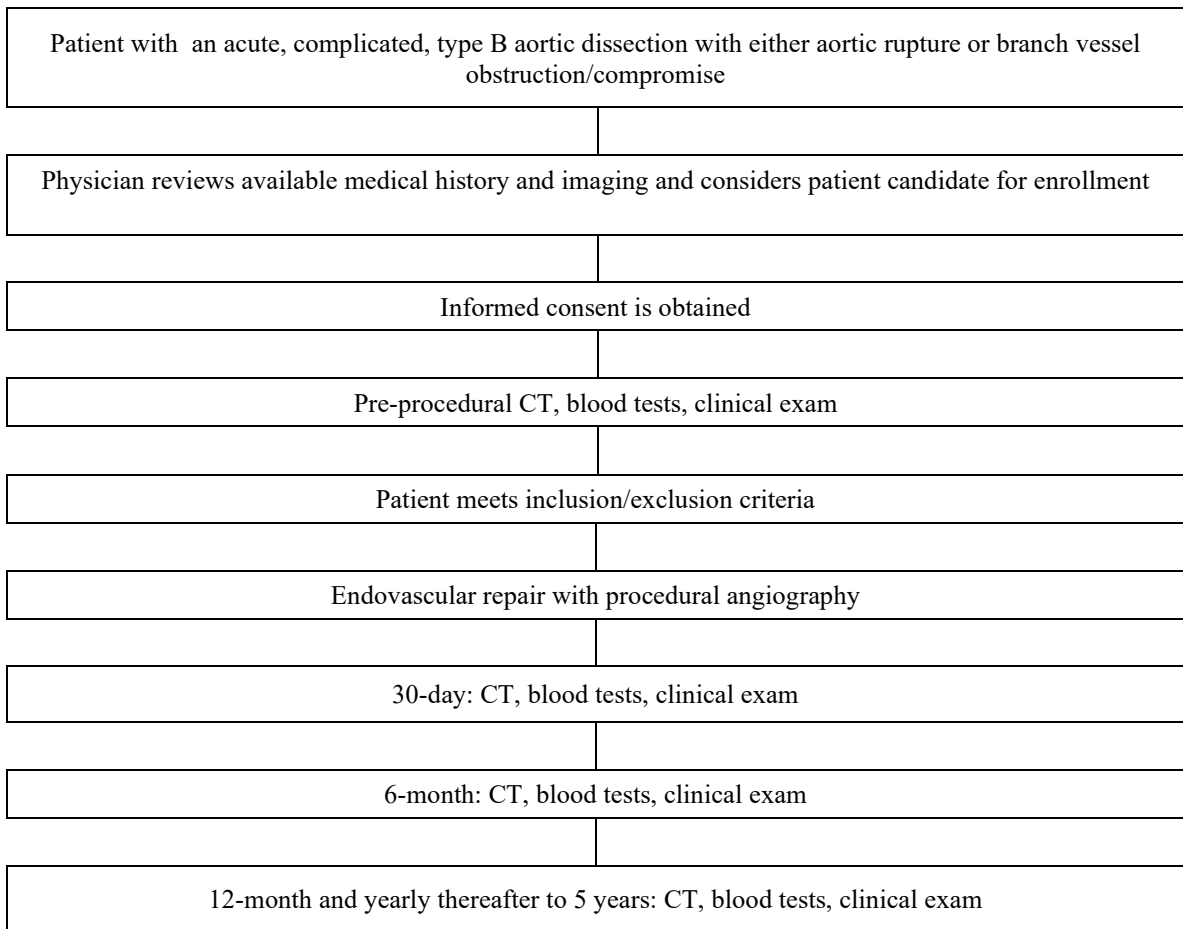 Patient with  an acute, complicated, type B aortic dissection with either aortic rupture or branch vessel
obstruction/compromise
Physician reviews available medical history and imaging and considers patient candidate for enrollment
Informed consent is obtained
Pre-procedural CT, blood tests, clinical exam
Patient meets inclusion/exclusion criteria
Endovascular repair with procedural angiography
30-day: CT, blood tests, clinical exam
6-month: CT, blood tests, clinical exam
12-month and yearly thereafter to 5 years: CT, blood tests, clinical exam